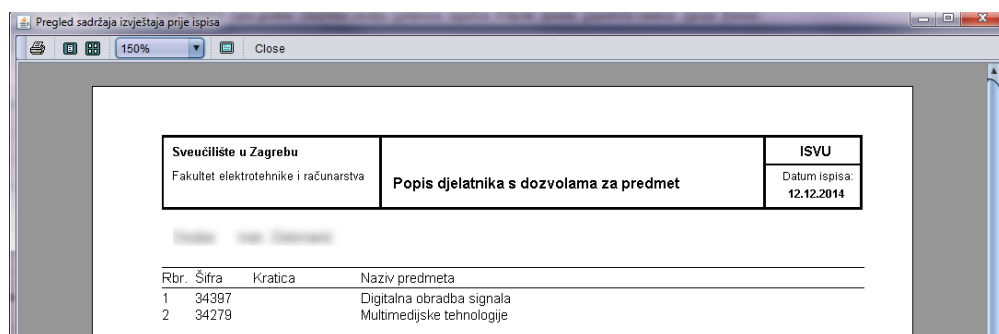 Pregled sadržaja izvještaja prije ispisa
150% Close
Sveučilište u Zagrebu
Fakultet elektrotehnike i računarstva
Popis djelatnika s dozvolama za predmet
ISVU
Datum ispisa:
12.12.2014
Rbr. Šifra Kratica Naziv predmeta
1 34397 Digitalna obradba signala
2 34279 Multimedijske tehnologije